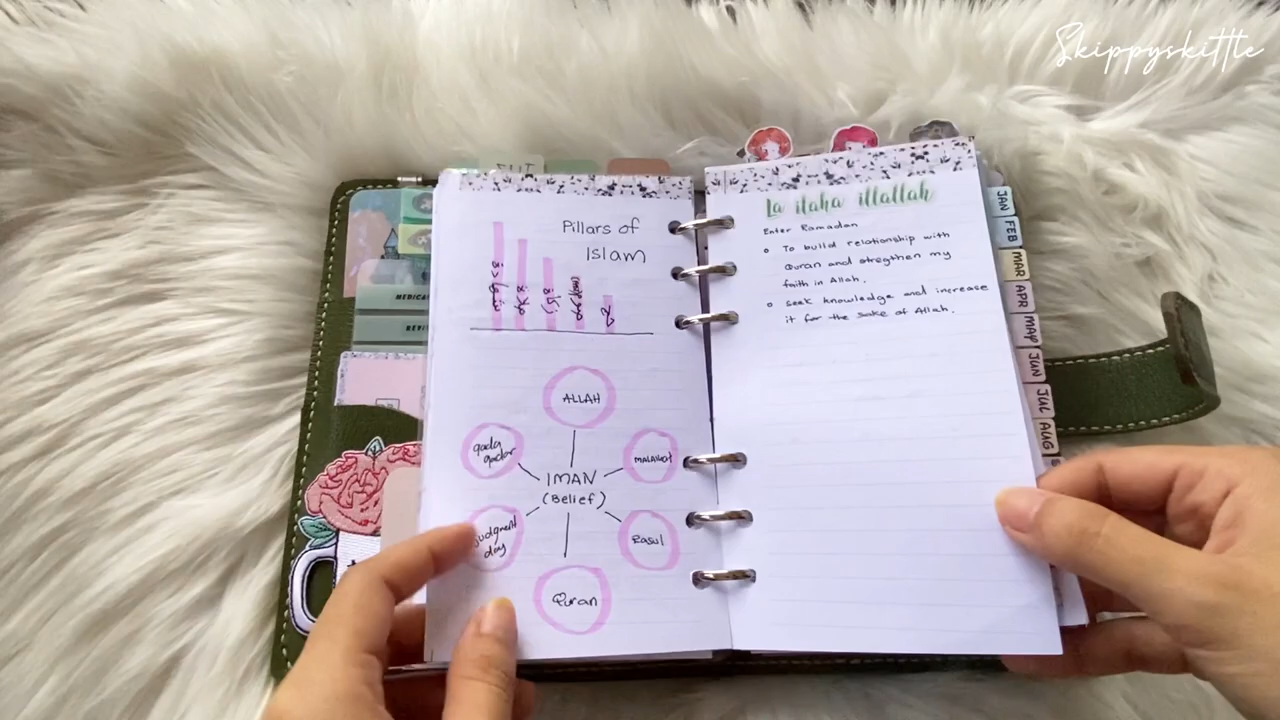 Skippyskittle
Pillars of
Islam
ALLAH
qada
qadar
MALAIKAT
IMAN
(Belief)
Judgment
day
Rasul
Quran
La ilaha illallah
Enter Ramadan
To build relationship with
Quran and stregthen my
faith in Allah.
Seek knowledge and increase
it for the sake of Allah.
JAN
FEB
MAR
APR
MAY
JUN
JUL
AUG